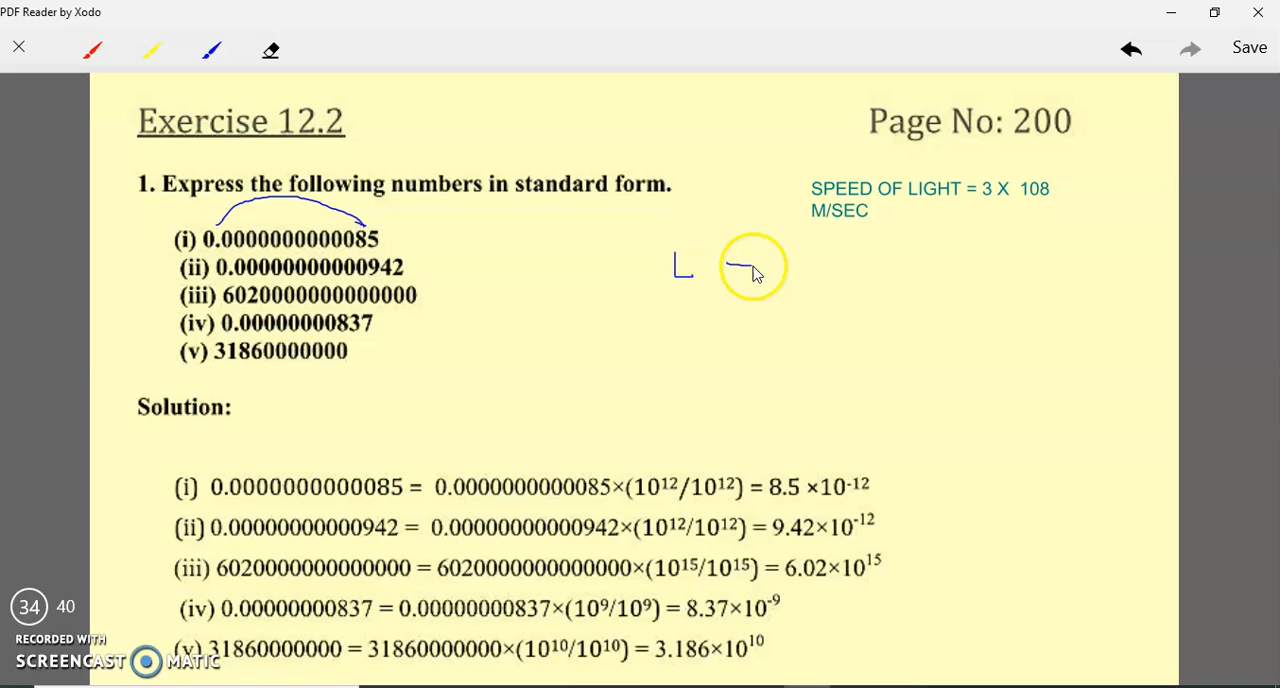 PDF Reader by Xodo
Save
Exercise 12.2
Page No: 200
1. Express the following numbers in standard form.
SPEED OF LIGHT = 3 X 108
M/SEC
(i) 0.0000000000085
L
(ii) 0.00000000000942
(iii) 6020000000000000
(iv) 0.00000000837
(v) 31860000000
Solution:
(i) 0.0000000000085 = 0.0000000000085×(10¹²/10¹²) = 8.5 ×10⁻¹²
(ii) 0.00000000000942 = 0.00000000000942×(10¹²/10¹²) = 9.42×10⁻¹²
(iii) 6020000000000000 = 6020000000000000×(10¹⁵/10¹⁵) = 6.02×10¹⁵
(iv) 0.00000000837 = 0.00000000837×(10⁹/10⁹) = 8.37×10⁻⁹
(v) 31860000000 = 31860000000×(10¹⁰/10¹⁰) = 3.186×10¹⁰
34 40
RECORDED WITH
SCREENCAST MATIC